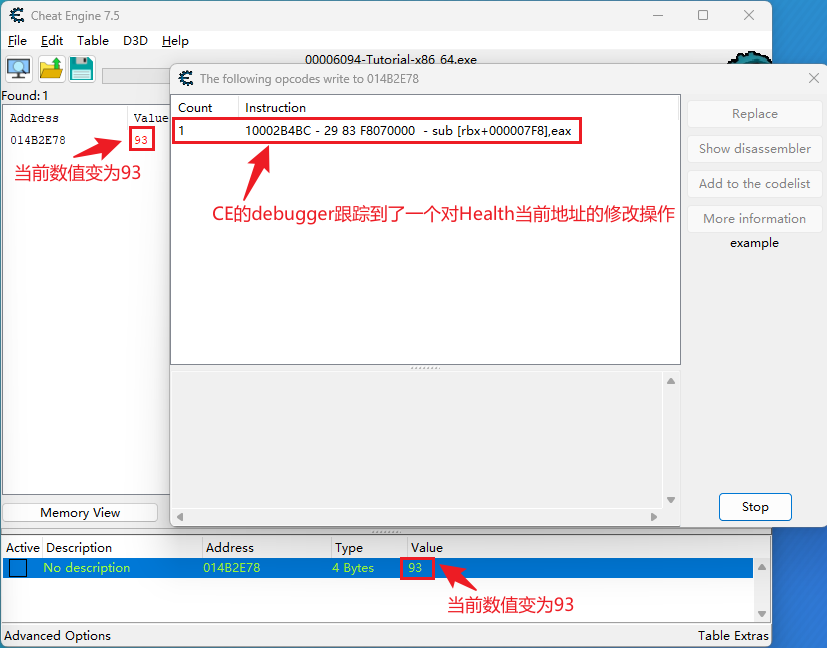 Cheat Engine 7.5
File Edit Table D3D Help
00006094-Tutorial-x86_64.exe
Found: 1
Address Value
014B2E78 93
当前数值变为93
The following opcodes write to 014B2E78
Count Instruction
1 10002B4BC - 29 83 F8070000 - sub [rbx+000007F8],eax
CE的debugger跟踪到了一个对Health当前地址的修改操作
Replace
Show disassembler
Add to the codelist
More information
example
Stop
Memory View
Active Description Address Type Value
No description 014B2E78 4 Bytes 93
当前数值变为93
Advanced Options Table Extras